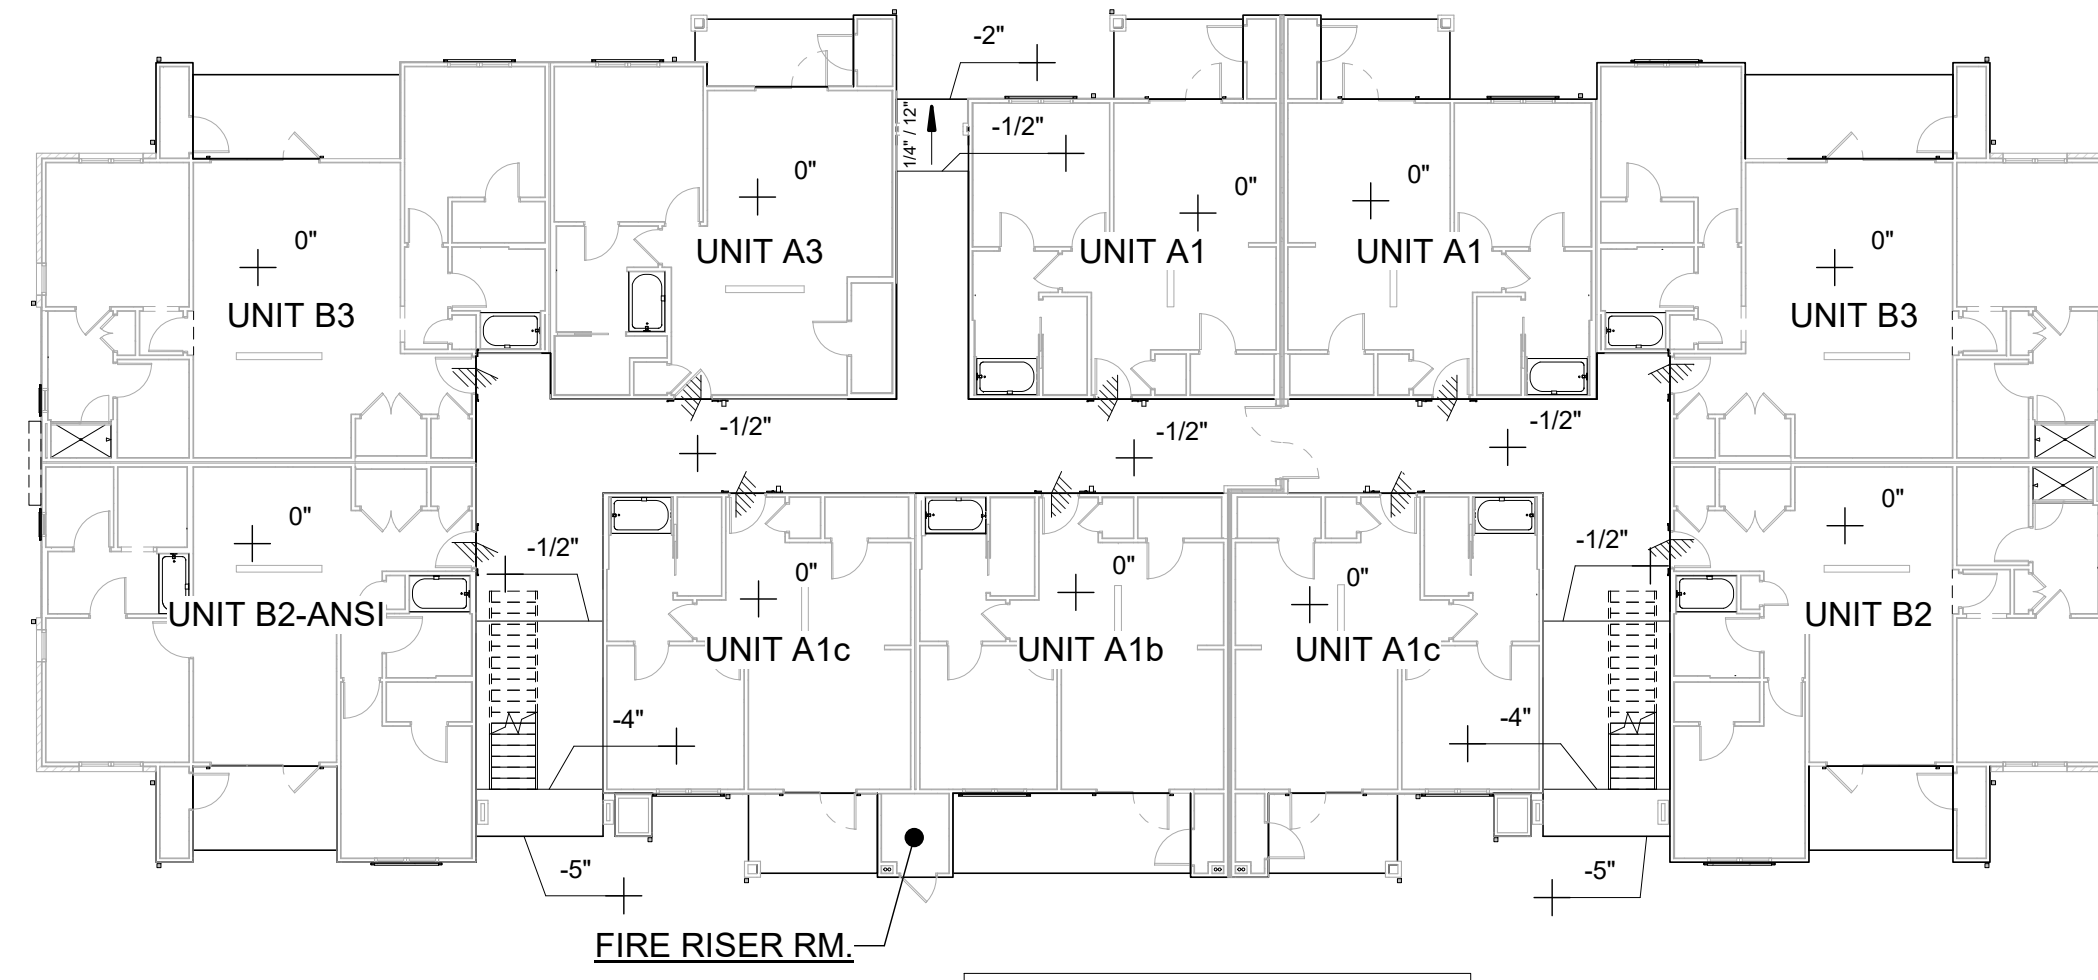 -2"
1/4" / 12"
-1/2"
0"
0"
0"
0"
0"
UNIT A3
UNIT A1
UNIT A1
UNIT B3
UNIT B3
-1/2"
-1/2"
-1/2"
0"
0"
-1/2"
-1/2"
0"
0"
0"
UNIT B2-ANSI
UNIT B2
UNIT A1c
UNIT A1b
UNIT A1c
-4"
-4"
-5"
-5"
FIRE RISER RM.